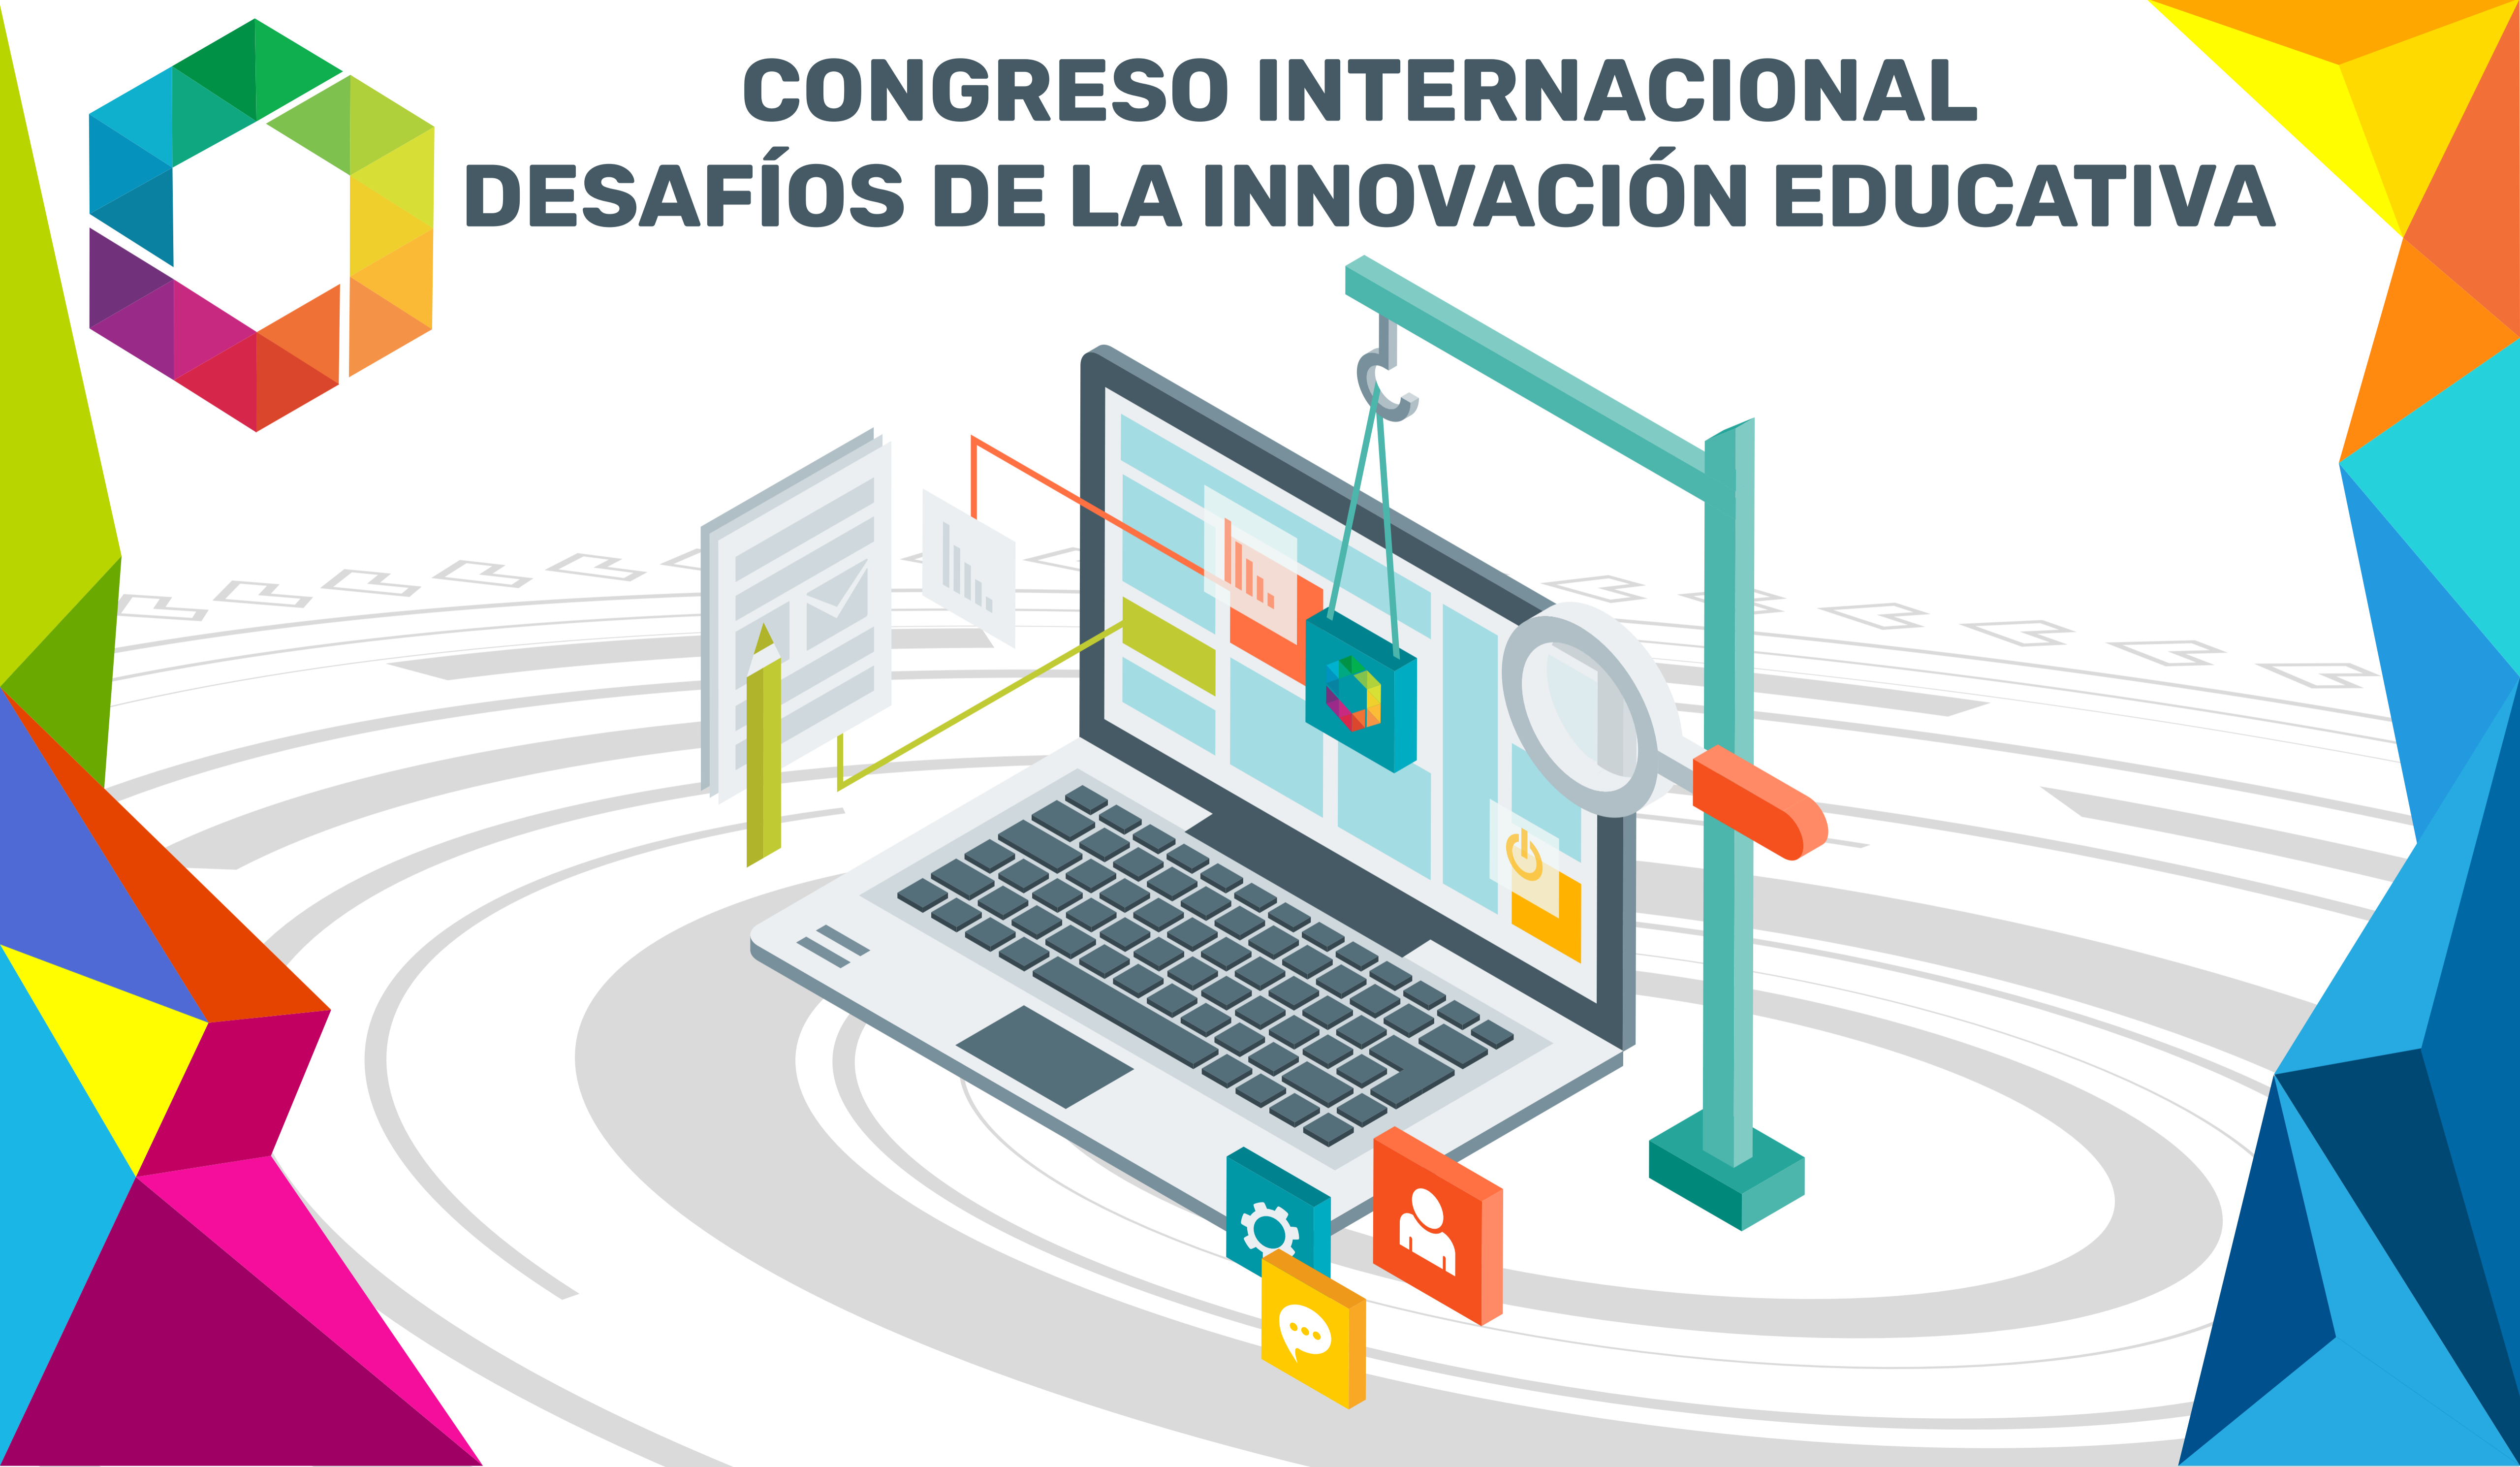 CONGRESO INTERNACIONAL
DESAFÍOS DE LA INNOVACIÓN EDUCATIVA